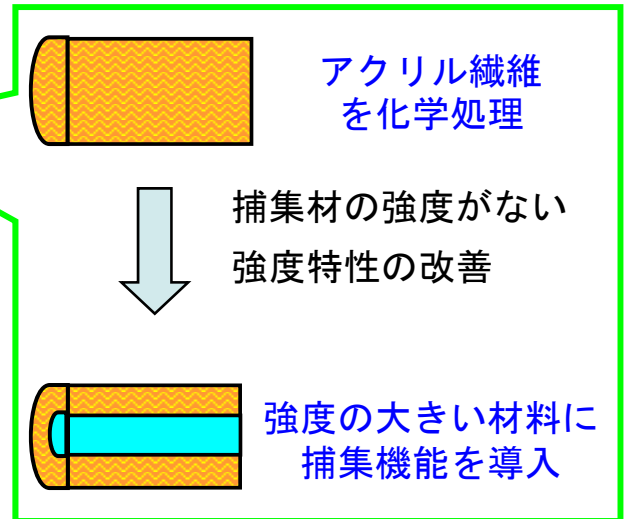 アクリル繊維
を化学処理
捕集材の強度がない
強度特性の改善
強度の大きい材料に
捕集機能を導入